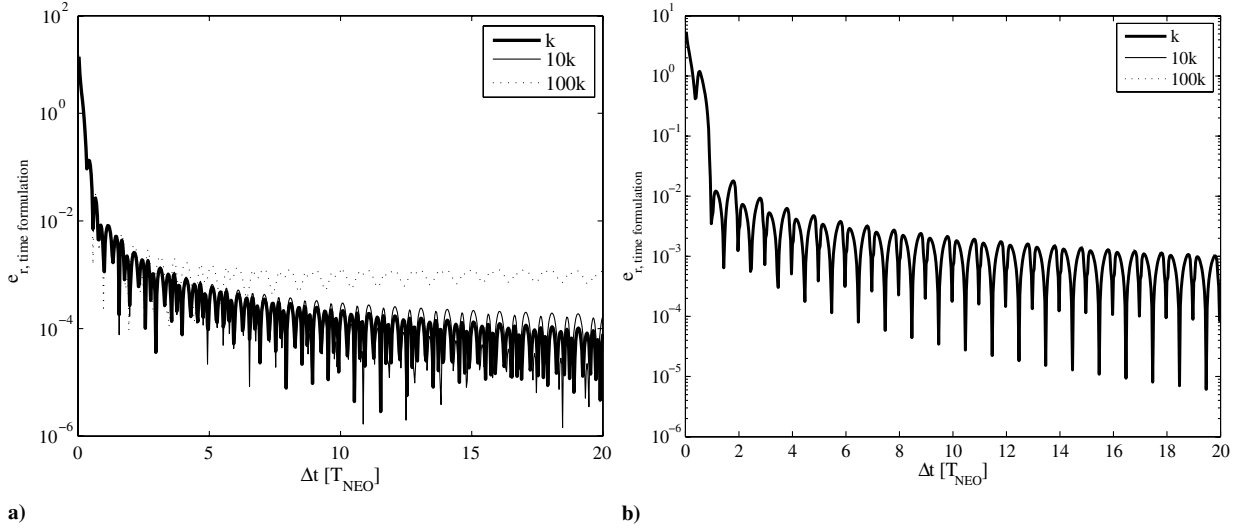 10^2
10^0
10^−2
10^−4
10^−6
e_r, time formulation
0 5 10 15 20
Δt [T_NEO]
k
10k
100k
a)
10^1
10^0
10^−1
10^−2
10^−3
10^−4
10^−5
10^−6
e_r, time formulation
0 2 4 6 8 10 12 14 16 18 20
Δt [T_NEO]
k
10k
100k
b)